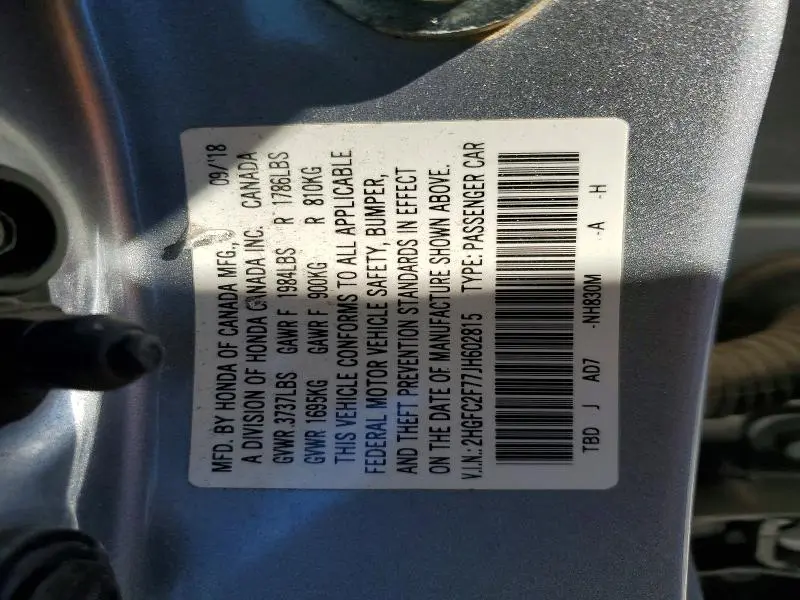 MFD. BY HONDA OF CANADA MFG., 09/'18
A DIVISION OF HONDA CANADA INC. CANADA
GVWR 3737LBS GAWR F 1984LBS R 1786LBS
GVWR 1695KG GAWR F 900KG R 810KG
THIS VEHICLE CONFORMS TO ALL APPLICABLE
FEDERAL MOTOR VEHICLE SAFETY, BUMPER,
AND THEFT PREVENTION STANDARDS IN EFFECT
ON THE DATE OF MANUFACTURE SHOWN ABOVE.
V.I.N.: 2HGFC2F77JH602815 TYPE: PASSENGER CAR
TBD J AD7 -NH830M -A -H